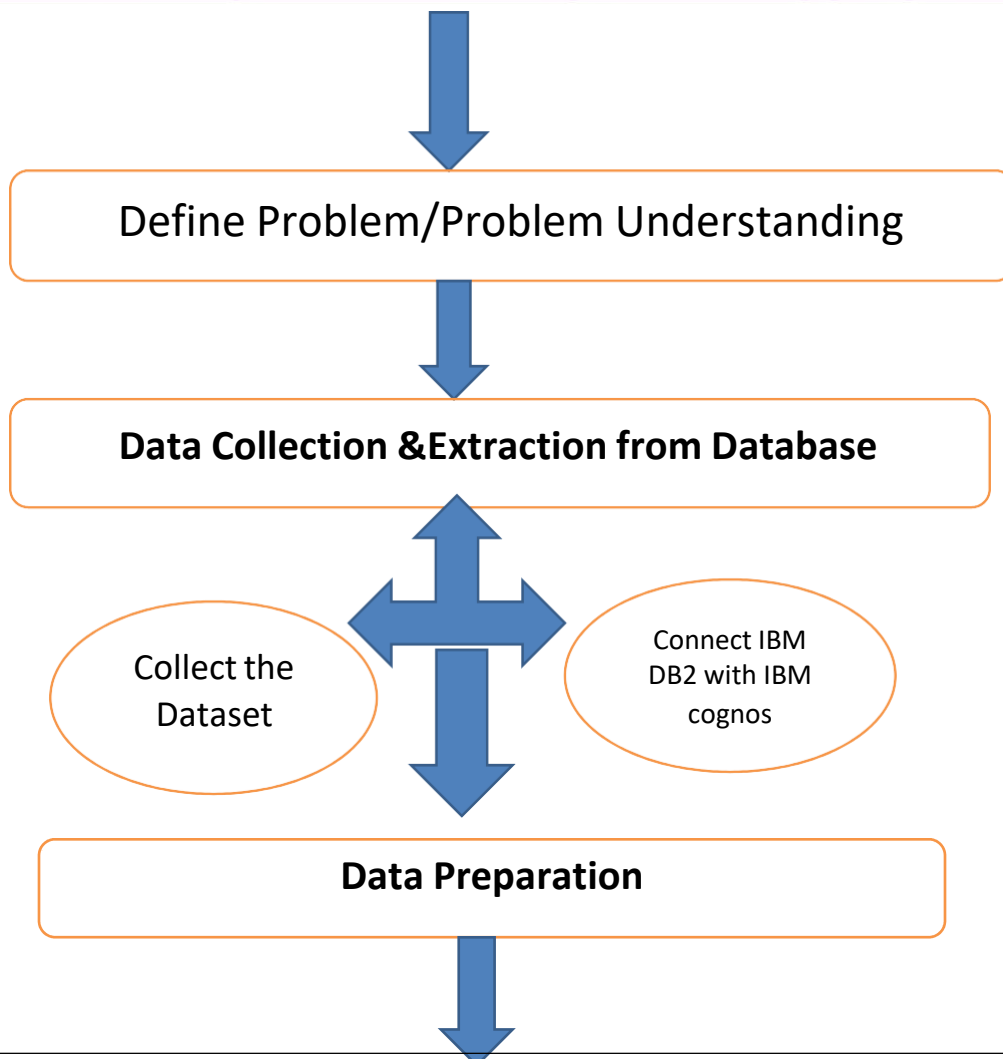 Define Problem/Problem Understanding
Data Collection &Extraction from Database
Collect the
Dataset
Connect IBM
DB2 with IBM
cognos
Data Preparation